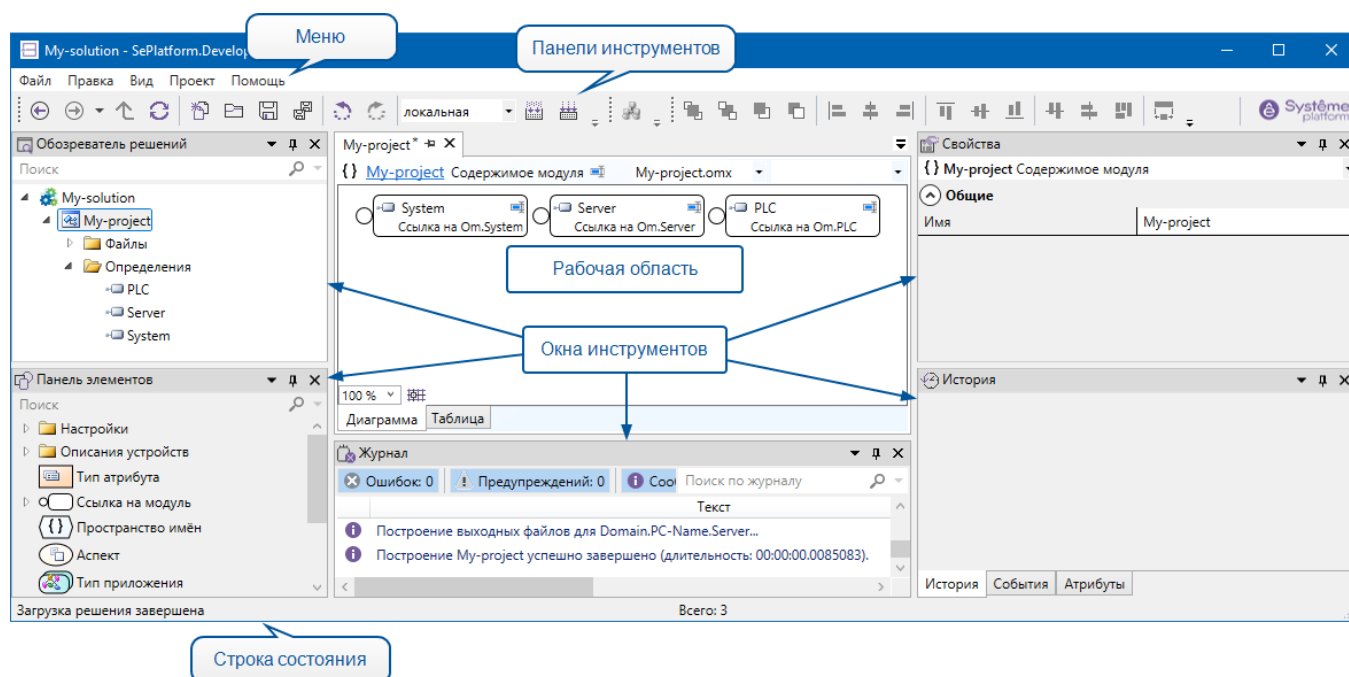 Меню
Панели инструментов
My-solution - SePlatform.Develop
Файл Правка Вид Проект Помощь
локальная
Système platform
Обозреватель решений
Поиск
My-solution
My-project
Файлы
Определения
PLC
Server
System
My-project*
{} My-project Содержимое модуля My-project.omx
System
Ссылка на Om.System
Server
Ссылка на Om.Server
PLC
Ссылка на Om.PLC
Рабочая область
Окна инструментов
100 %
Диаграмма Таблица
Свойства
{} My-project Содержимое модуля
Общие
Имя My-project
Панель элементов
Поиск
Настройки
Описания устройств
Тип атрибута
Ссылка на модуль
{} Пространство имён
Аспект
Тип приложения
Журнал
Ошибок: 0 Предупреждений: 0 Соо Поиск по журналу
Текст
Построение выходных файлов для Domain.PC-Name.Server...
Построение My-project успешно завершено (длительность: 00:00:00.0085083).
История
История События Атрибуты
Загрузка решения завершена
Всего: 3
Строка состояния